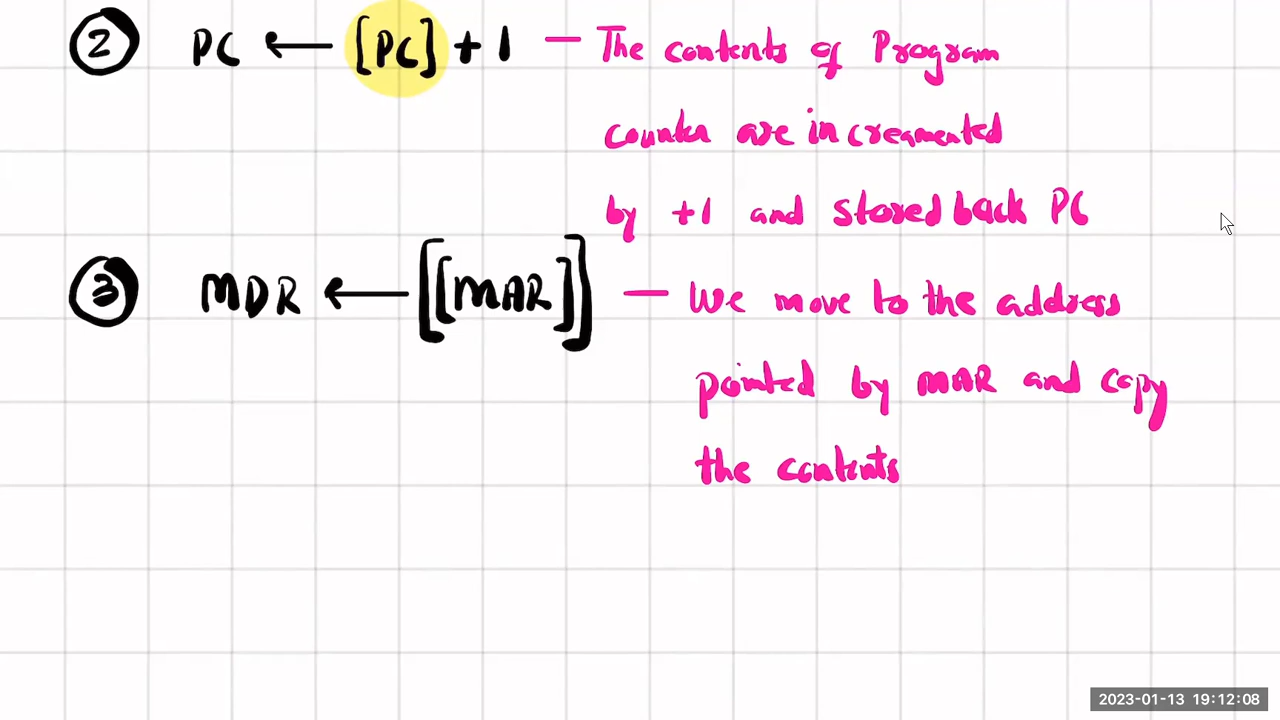 ② PC ← [PC] + 1 — The contents of Program
counter are increamented
by +1 and stored back PC
③ MDR ← [[MAR]] — We move to the address
pointed by MAR and copy
the contents
2023-01-13 19:12:08